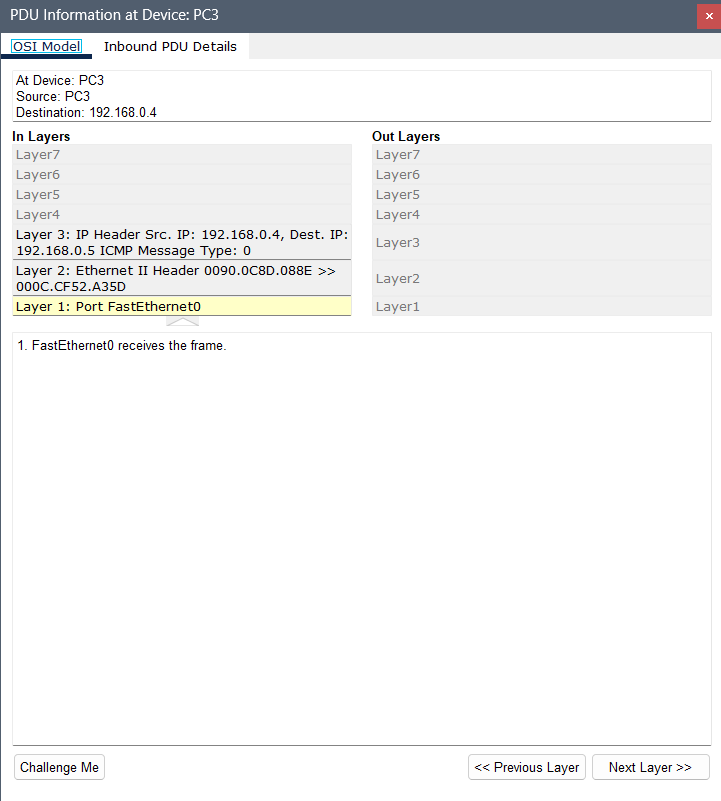 PDU Information at Device: PC3
×
OSI Model Inbound PDU Details
At Device: PC3
Source: PC3
Destination: 192.168.0.4
In Layers
Layer7
Layer6
Layer5
Layer4
Layer 3: IP Header Src. IP: 192.168.0.4, Dest. IP:
192.168.0.5 ICMP Message Type: 0
Layer 2: Ethernet II Header 0090.0C8D.088E >>
000C.CF52.A35D
Layer 1: Port FastEthernet0
Out Layers
Layer7
Layer6
Layer5
Layer4
Layer3
Layer2
Layer1
1. FastEthernet0 receives the frame.
Challenge Me
<< Previous Layer
Next Layer >>